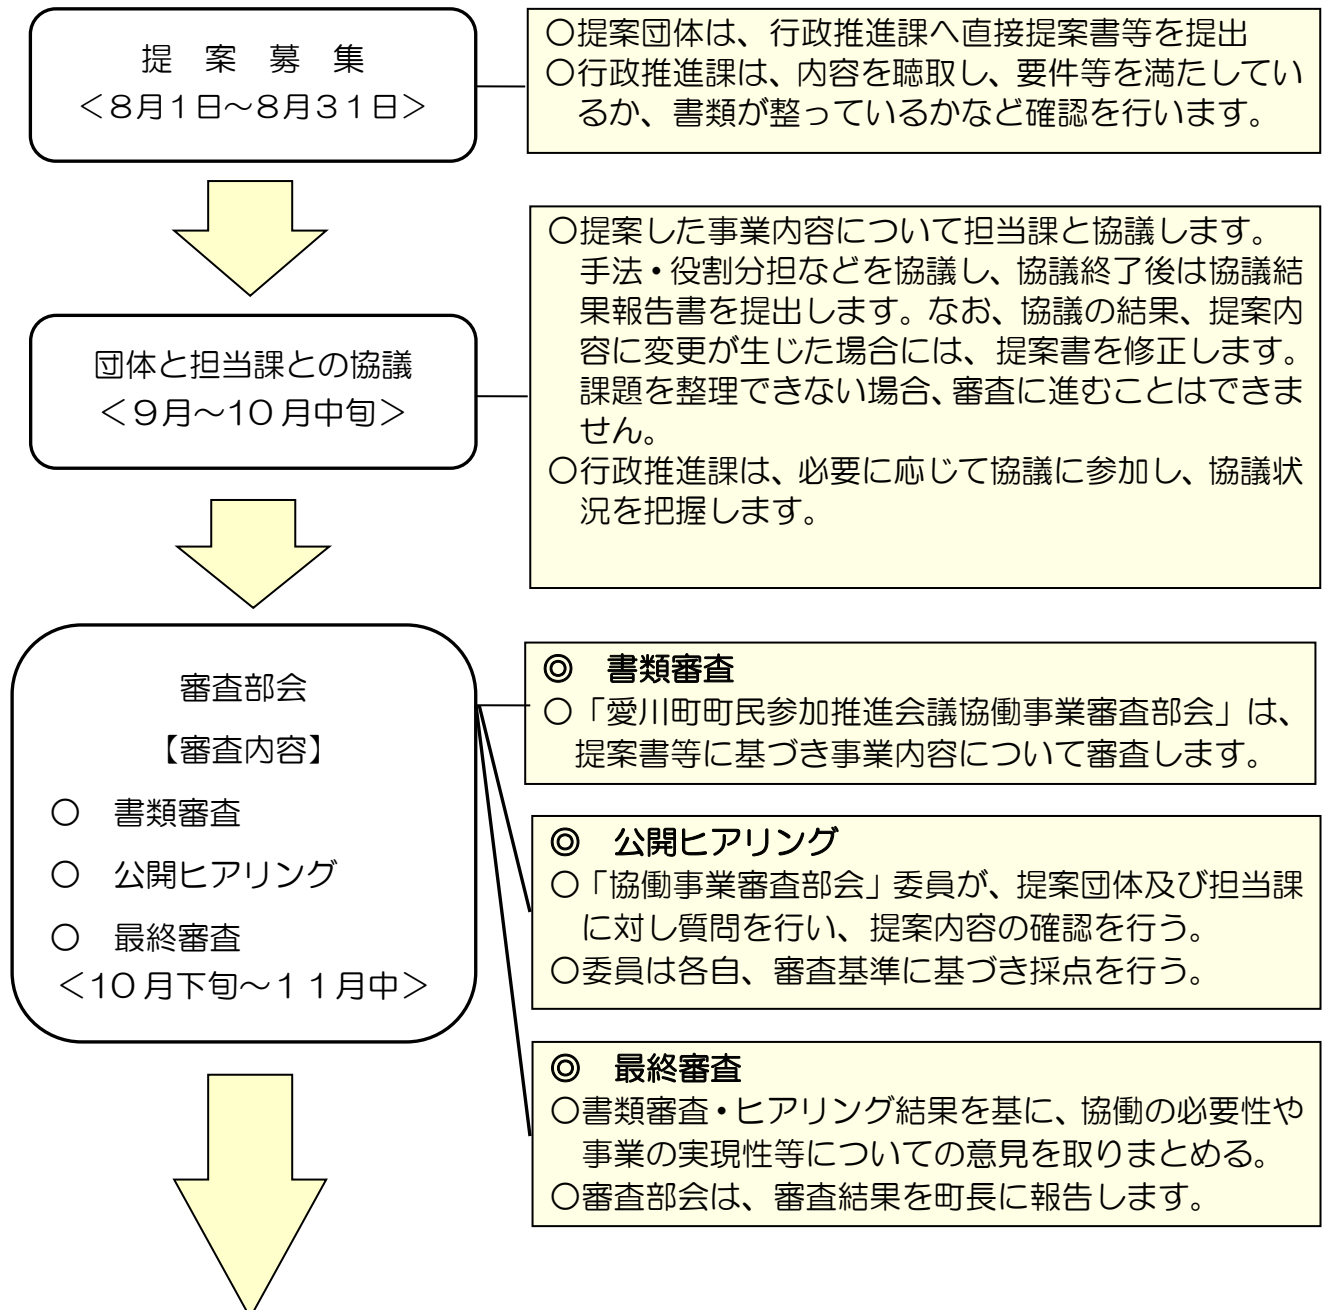 提 案 募 集
＜８月１日～８月３１日＞
〇提案団体は、行政推進課へ直接提案書等を提出
〇行政推進課は、内容を聴取し、要件等を満たしてい
るか、書類が整っているかなど確認を行います。
団体と担当課との協議
＜９月～10 月中旬＞
〇提案した事業内容について担当課と協議します。
手法・役割分担などを協議し、協議終了後は協議結
果報告書を提出します。なお、協議の結果、提案内
容に変更が生じた場合には、提案書を修正します。
課題を整理できない場合、審査に進むことはできま
せん。
〇行政推進課は、必要に応じて協議に参加し、協議状
況を把握します。
審査部会
【審査内容】
〇 書類審査
〇 公開ヒアリング
〇 最終審査
＜10 月下旬～１１月中＞
◎ 書類審査
〇「愛川町町民参加推進会議協働事業審査部会」は、
提案書等に基づき事業内容について審査します。
◎ 公開ヒアリング
〇「協働事業審査部会」委員が、提案団体及び担当課
に対し質問を行い、提案内容の確認を行う。
〇委員は各自、審査基準に基づき採点を行う。
◎ 最終審査
〇書類審査・ヒアリング結果を基に、協働の必要性や
事業の実現性等についての意見を取りまとめる。
〇審査部会は、審査結果を町長に報告します。